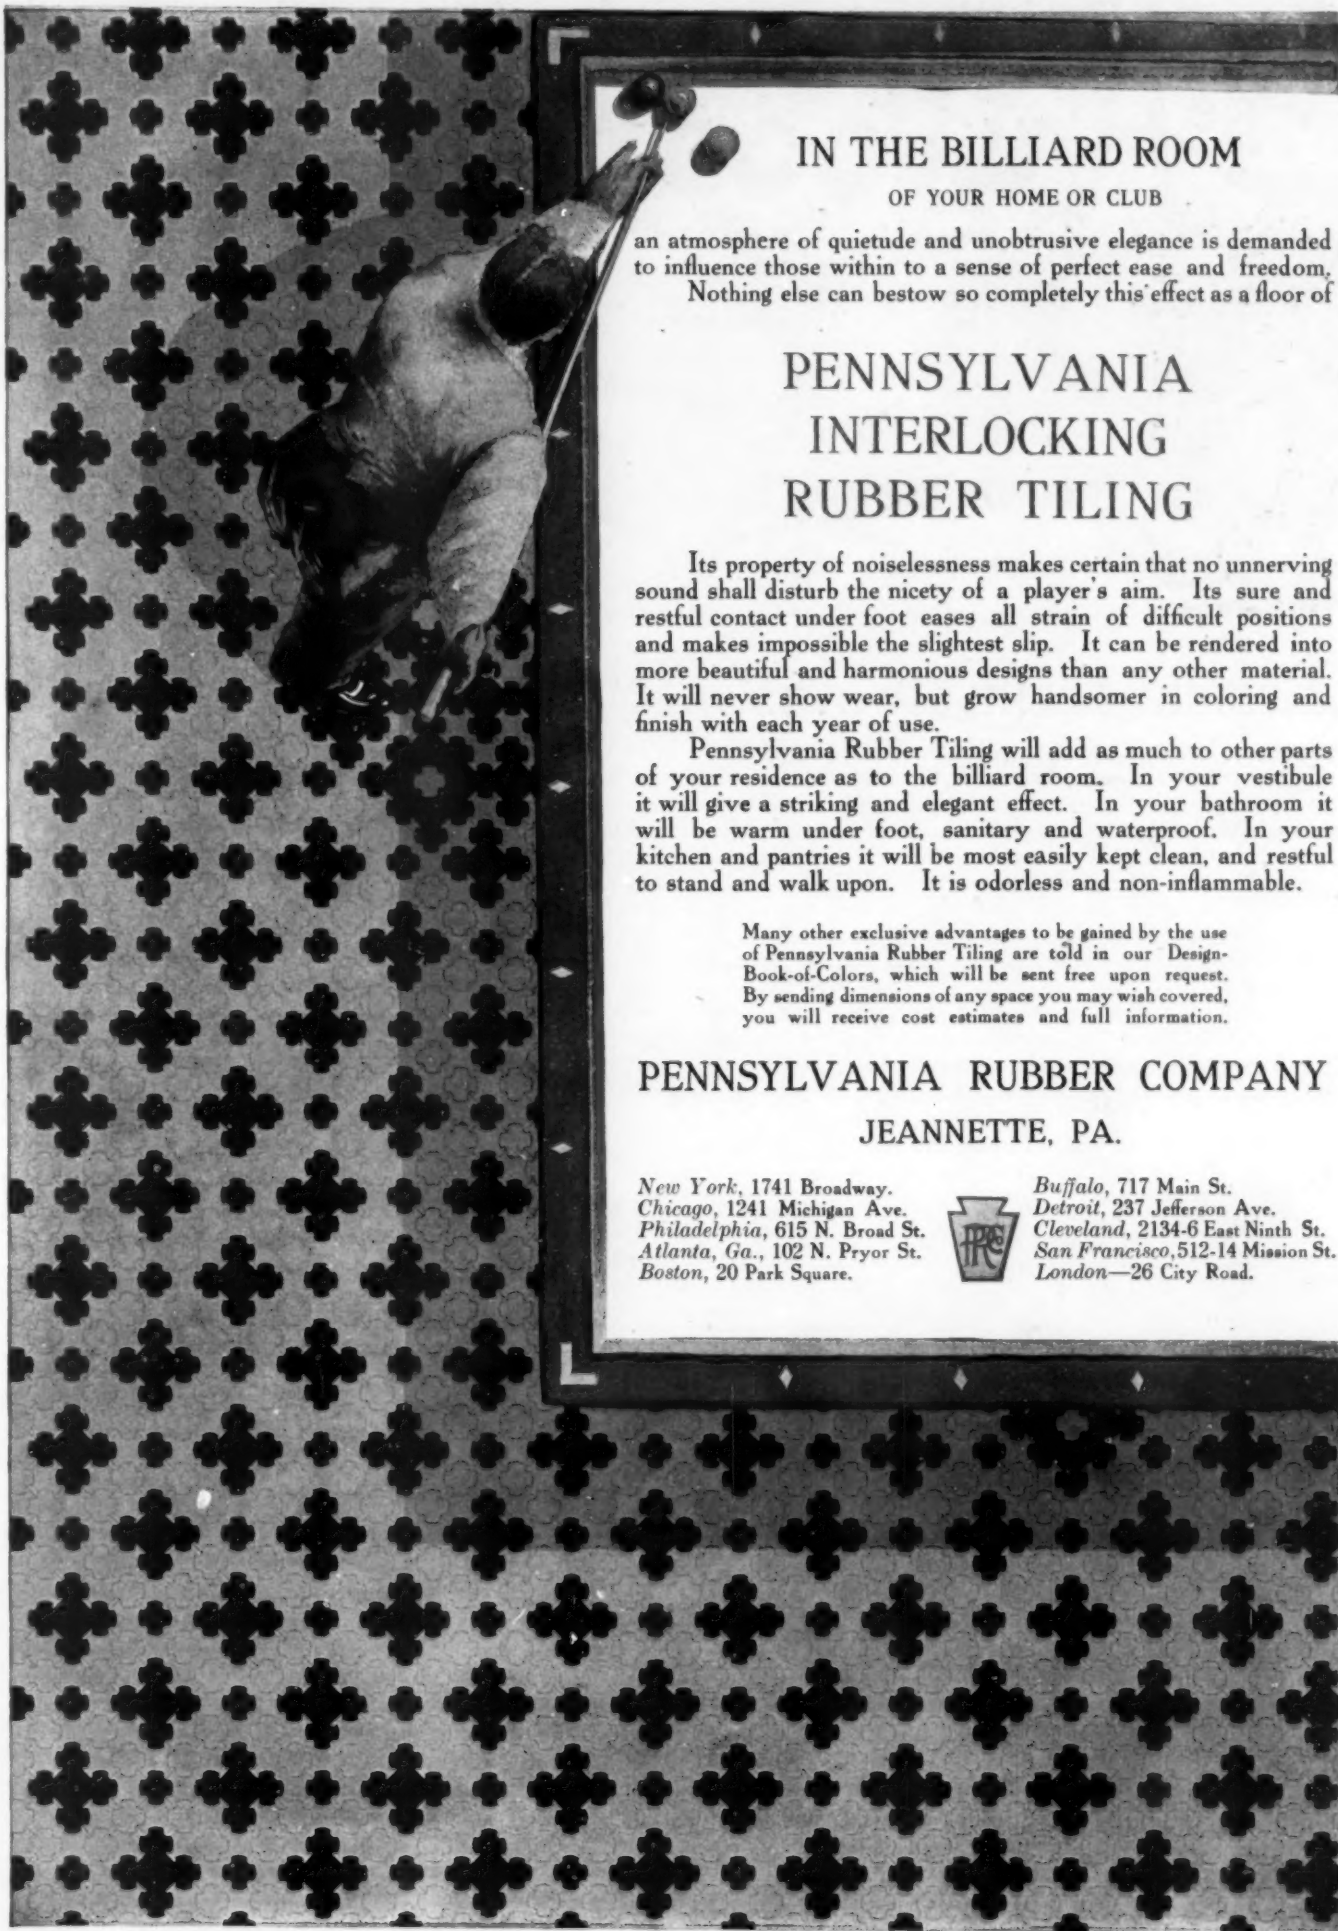 IN THE BILLIARD ROOM
OF YOUR HOME OR CLUB
an atmosphere of quietude and unobtrusive elegance is demanded
to influence those within to a sense of perfect ease and freedom.
Nothing else can bestow so completely this effect as a floor of
PENNSYLVANIA
INTERLOCKING
RUBBER TILING
Its property of noiselessness makes certain that no unnerving
sound shall disturb the nicety of a player's aim. Its sure and
restful contact under foot eases all strain of difficult positions
and makes impossible the slightest slip. It can be rendered into
more beautiful and harmonious designs than any other material.
It will never show wear, but grow handsomer in coloring and
finish with each year of use.
Pennsylvania Rubber Tiling will add as much to other parts
of your residence as to the billiard room. In your vestibule
it will give a striking and elegant effect. In your bathroom it
will be warm under foot, sanitary and waterproof. In your
kitchen and pantries it will be most easily kept clean, and restful
to stand and walk upon. It is odorless and non-inflammable.
Many other exclusive advantages to be gained by the use
of Pennsylvania Rubber Tiling are told in our Design-
Book-of-Colors, which will be sent free upon request.
By sending dimensions of any space you may wish covered,
you will receive cost estimates and full information.
PENNSYLVANIA RUBBER COMPANY
JEANNETTE, PA.
New York, 1741 Broadway.
Chicago, 1241 Michigan Ave.
Philadelphia, 615 N. Broad St.
Atlanta, Ga., 102 N. Pryor St.
Boston, 20 Park Square.
PRC
Buffalo, 717 Main St.
Detroit, 237 Jefferson Ave.
Cleveland, 2134-6 East Ninth St.
San Francisco, 512-14 Mission St.
London—26 City Road.